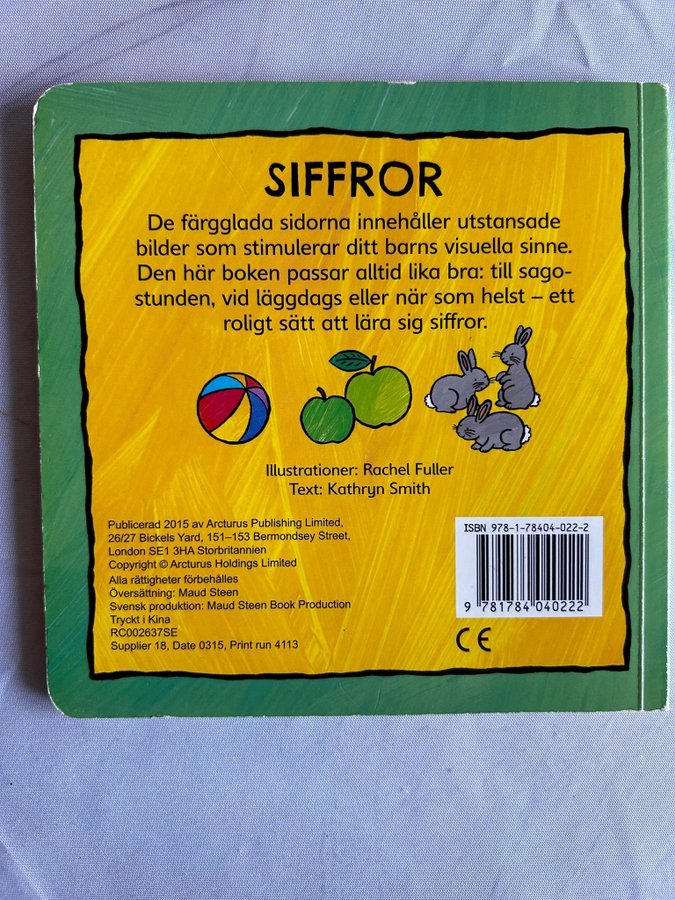 SIFFROR
De färgglada sidorna innehåller utstansade
bilder som stimulerar ditt barns visuella sinne.
Den här boken passar alltid lika bra: till sago-
stunden, vid läggdags eller när som helst – ett
roligt sätt att lära sig siffror.
Illustrationer: Rachel Fuller
Text: Kathryn Smith
Publicerad 2015 av Arcturus Publishing Limited,
26/27 Bickels Yard, 151–153 Bermondsey Street,
London SE1 3HA Storbritannien
Copyright © Arcturus Holdings Limited
Alla rättigheter förbehålles
Översättning: Maud Steen
Svensk produktion: Maud Steen Book Production
Tryckt i Kina
RC002637SE
Supplier 18, Date 0315, Print run 4113
ISBN 978-1-78404-022-2
9 781784 040222
CE